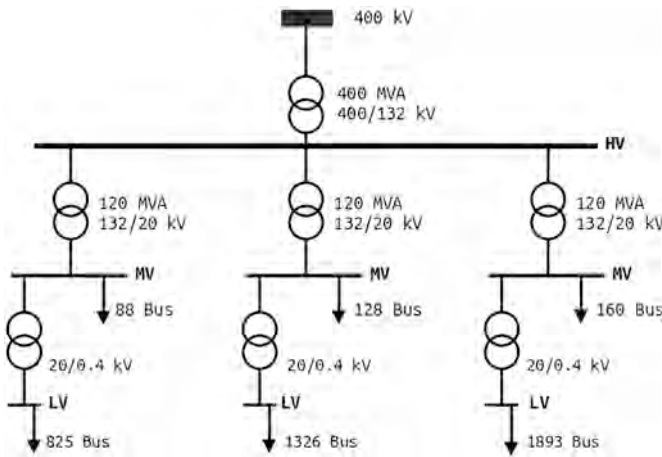 400 kV
400 MVA
400/132 kV
HV
120 MVA
132/20 kV
120 MVA
132/20 kV
120 MVA
132/20 kV
MV
MV
MV
88 Bus
128 Bus
160 Bus
20/0.4 kV
20/0.4 kV
20/0.4 kV
LV
LV
LV
825 Bus
1326 Bus
1893 Bus